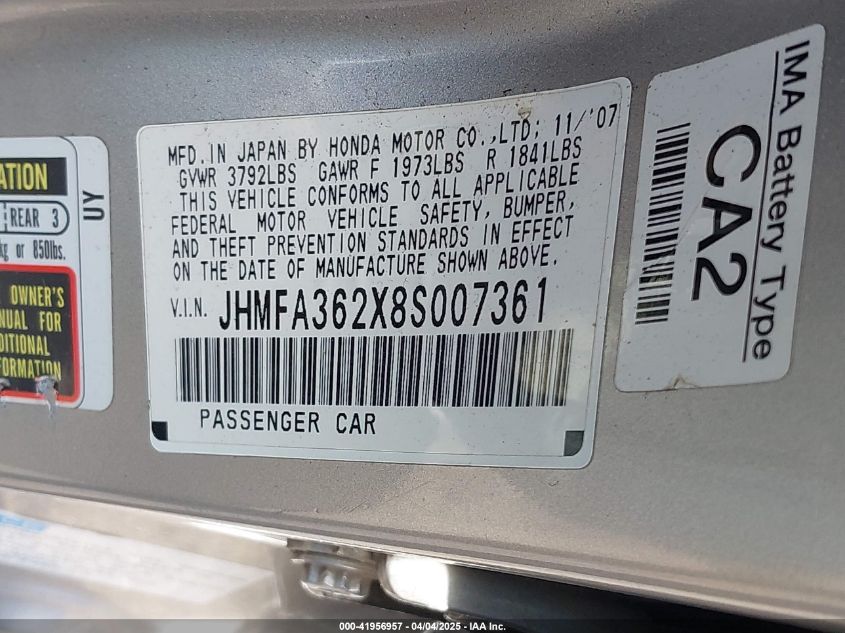 ATION
REAR 3
kg or 850lbs.
OWNER'S
NUAL FOR
DITIONAL
FORMATION
UY
MFD. IN JAPAN BY HONDA MOTOR CO.,LTD; 11/'07
GVWR 3792LBS GAWR F 1973LBS R 1841LBS
THIS VEHICLE CONFORMS TO ALL APPLICABLE
FEDERAL MOTOR VEHICLE SAFETY, BUMPER,
AND THEFT PREVENTION STANDARDS IN EFFECT
ON THE DATE OF MANUFACTURE SHOWN ABOVE.
V.I.N. JHMFA362X8S007361
PASSENGER CAR
IMA Battery Type
CA2
000-41956957 - 04/04/2025 - IAA Inc.